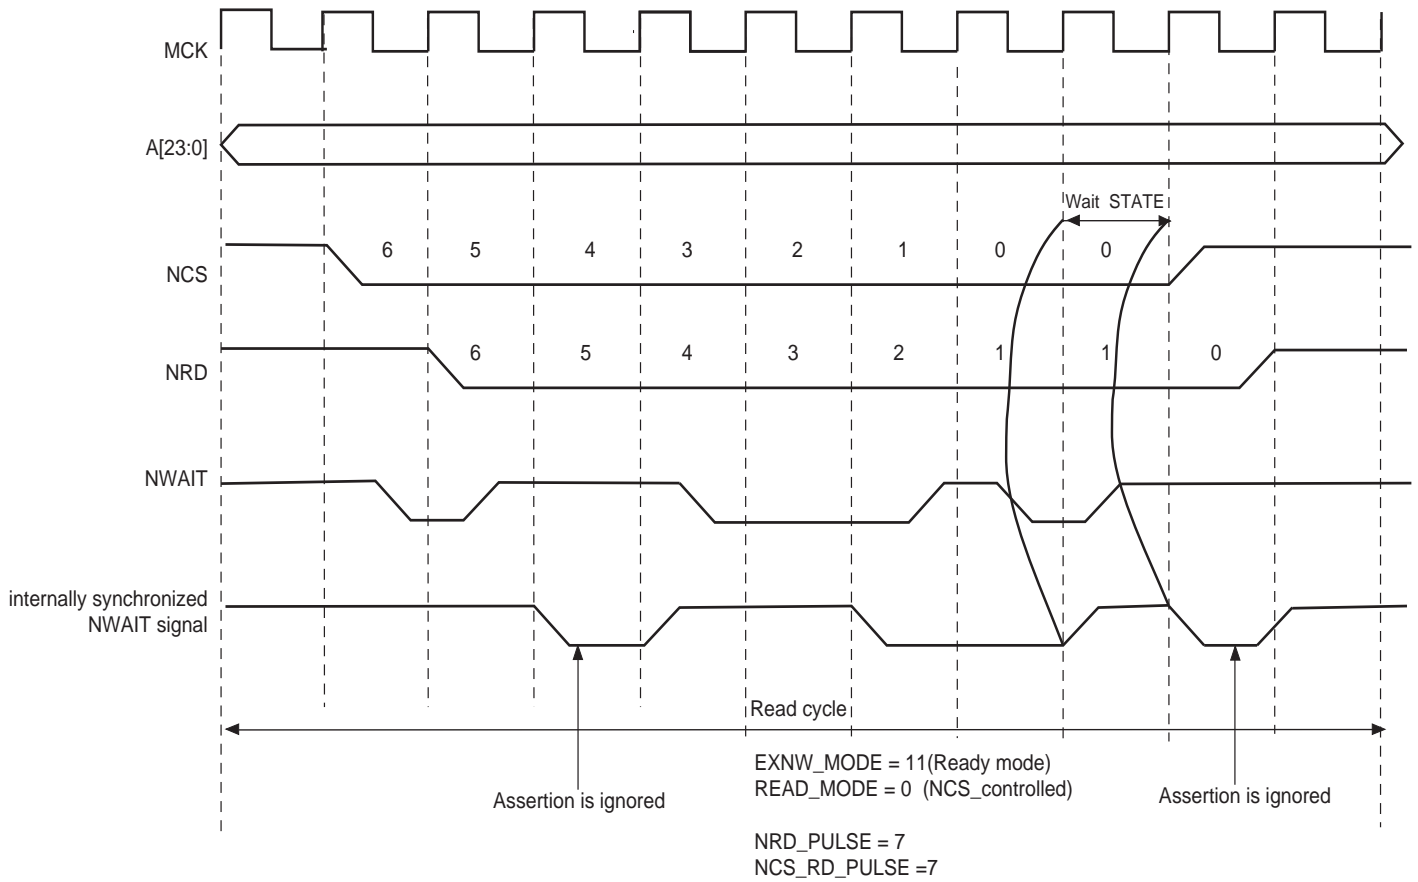 MCK
A[23:0]
Wait STATE
NCS
6 5 4 3 2 1 0 0
NRD
6 5 4 3 2 1 1 0
NWAIT
internally synchronized
NWAIT signal
Read cycle
EXNW_MODE = 11(Ready mode)
READ_MODE = 0 (NCS_controlled)
Assertion is ignored
Assertion is ignored
NRD_PULSE = 7
NCS_RD_PULSE =7